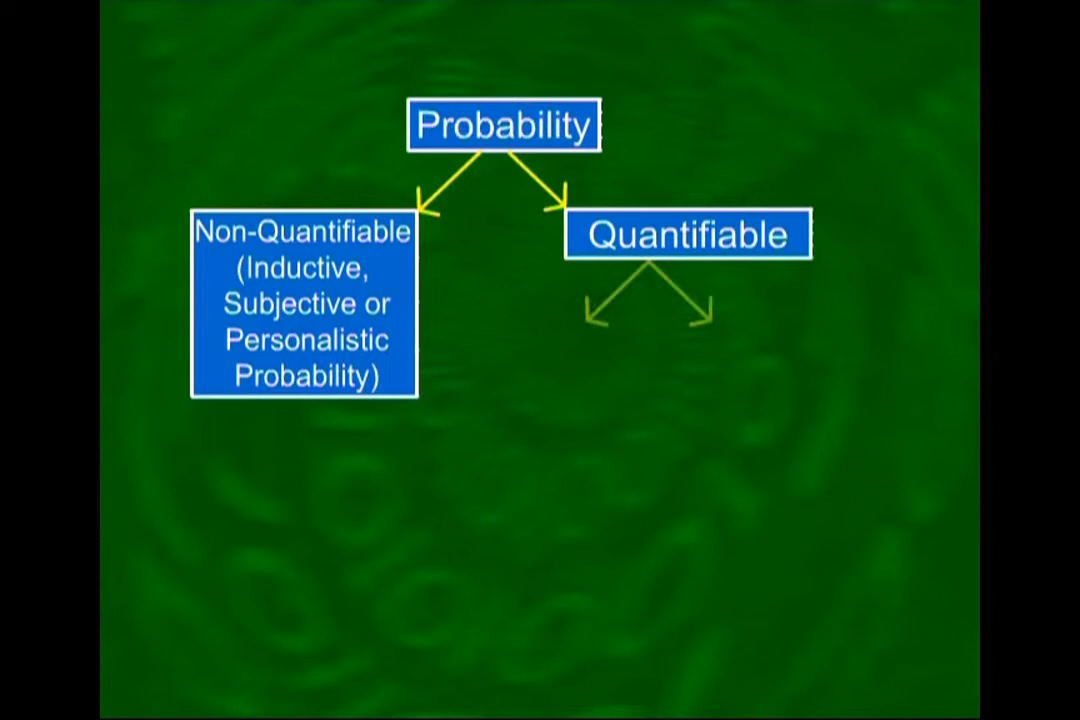 Probability
Non-Quantifiable
(Inductive,
Subjective or
Personalistic
Probability)
Quantifiable